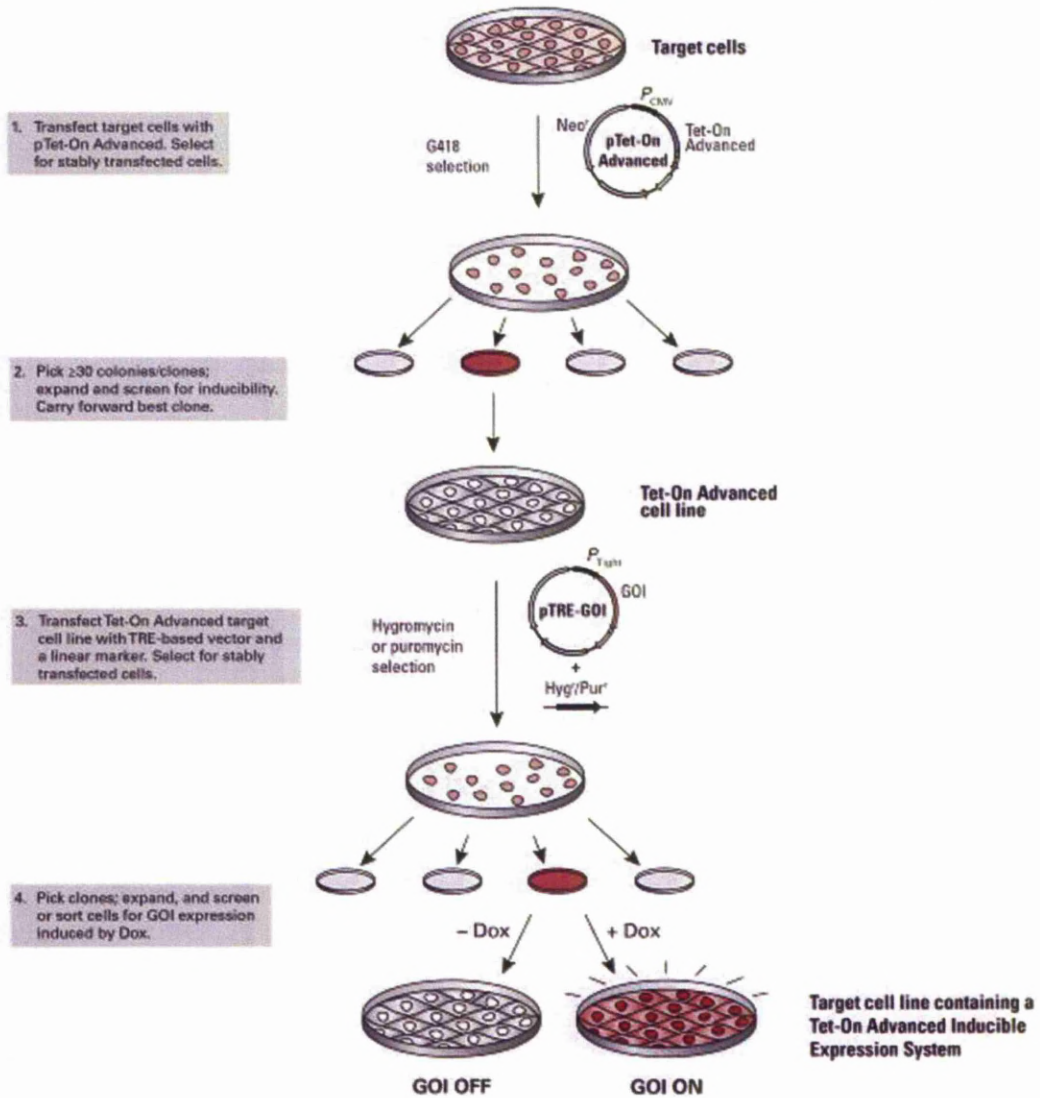 Target cells
1. Transfect target cells with
pTet-On Advanced. Select
for stably transfected cells.
G418
selection
P CMV
Neoʳ
pTet-On
Advanced
Tet-On
Advanced
2. Pick ≥30 colonies/clones;
expand and screen for inducibility.
Carry forward best clone.
Tet-On Advanced
cell line
3. Transfect Tet-On Advanced target
cell line with TRE-based vector and
a linear marker. Select for stably
transfected cells.
Hygromycin
or puromycin
selection
P Tight
GOI
pTRE-GOI
+
Hygʳ/Purʳ
4. Pick clones; expand, and screen
or sort cells for GOI expression
induced by Dox.
– Dox
+ Dox
Target cell line containing a
Tet-On Advanced Inducible
Expression System
GOI OFF
GOI ON